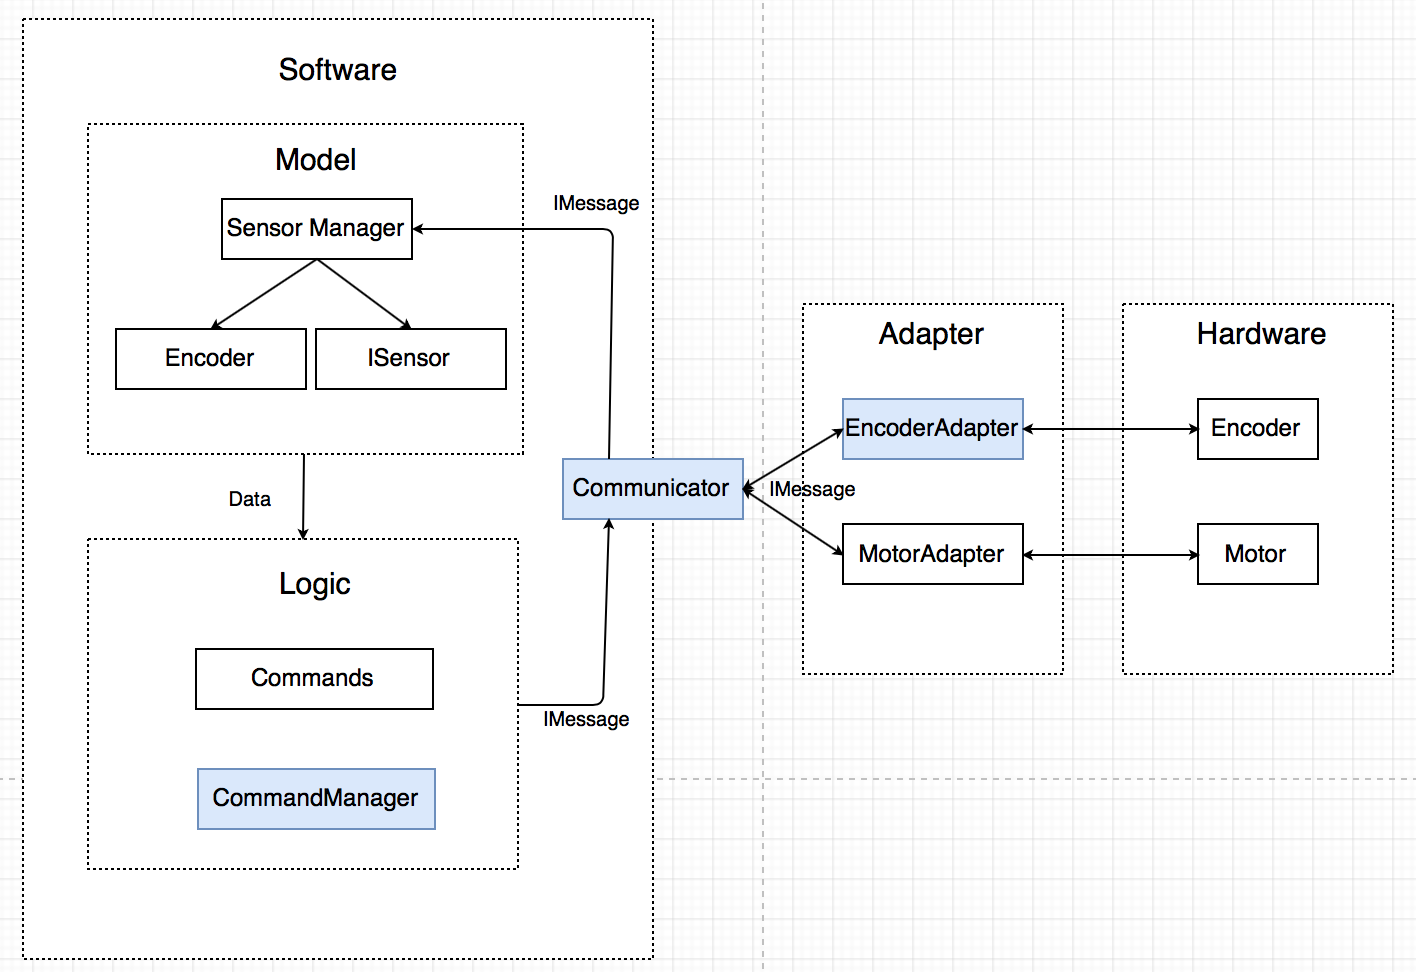 Software
Model
IMessage
Sensor Manager
Encoder
ISensor
Data
Communicator
IMessage
Adapter
EncoderAdapter
MotorAdapter
Hardware
Encoder
Motor
Logic
Commands
IMessage
CommandManager